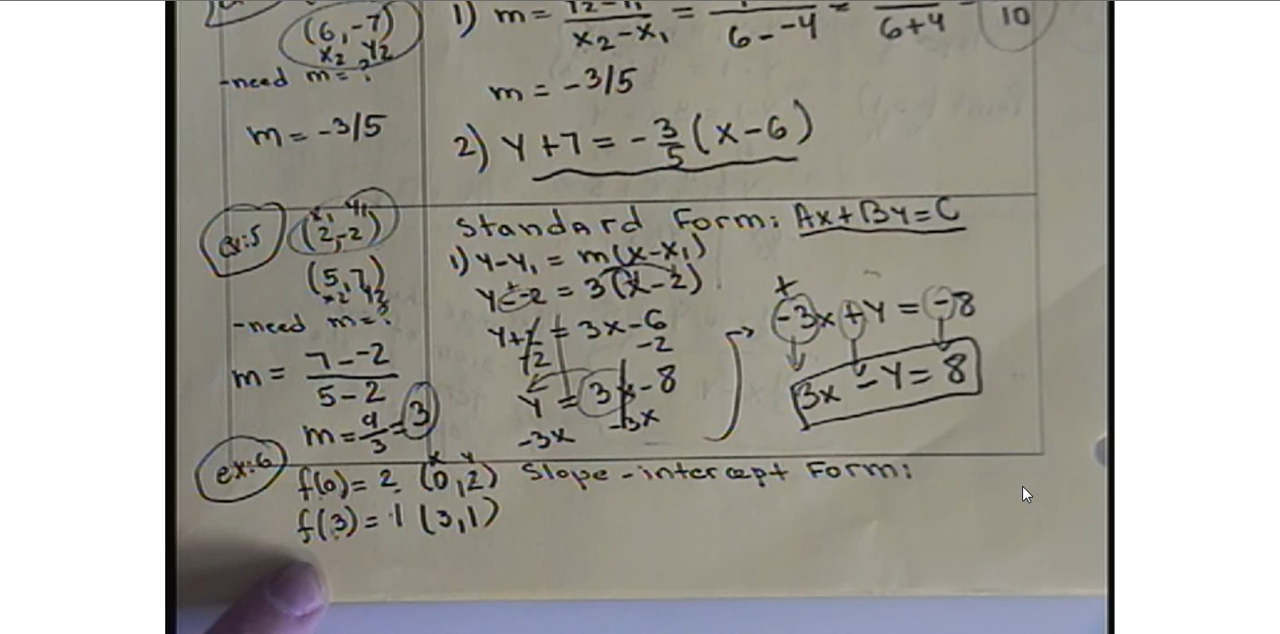 (6, -7)
x2 y2
-need m = ?
m = -3/5
1) m = y2 - y1 / x2 - x1 = / 6 - -4 = / 6+4 / 10
m = -3/5
2) y + 7 = - 3/5 (x - 6)
ex:5
x1 y1
(2, -2)
(5, 7)
x2 y2
-need m = ?
m = 7 - -2 / 5 - 2
m = 9/3 = 3
Standard Form: Ax + By = C
1) y - y1 = m(x - x1)
y - -2 = 3(x - 2)
y + 2 = 3x - 6
-2 -2
y = 3x - 8
-3x -3x
+
-3x + y = -8
3x - y = 8
ex:6
x y
f(0) = 2 (0, 2)
f(3) = 1 (3, 1)
Slope-intercept Form: